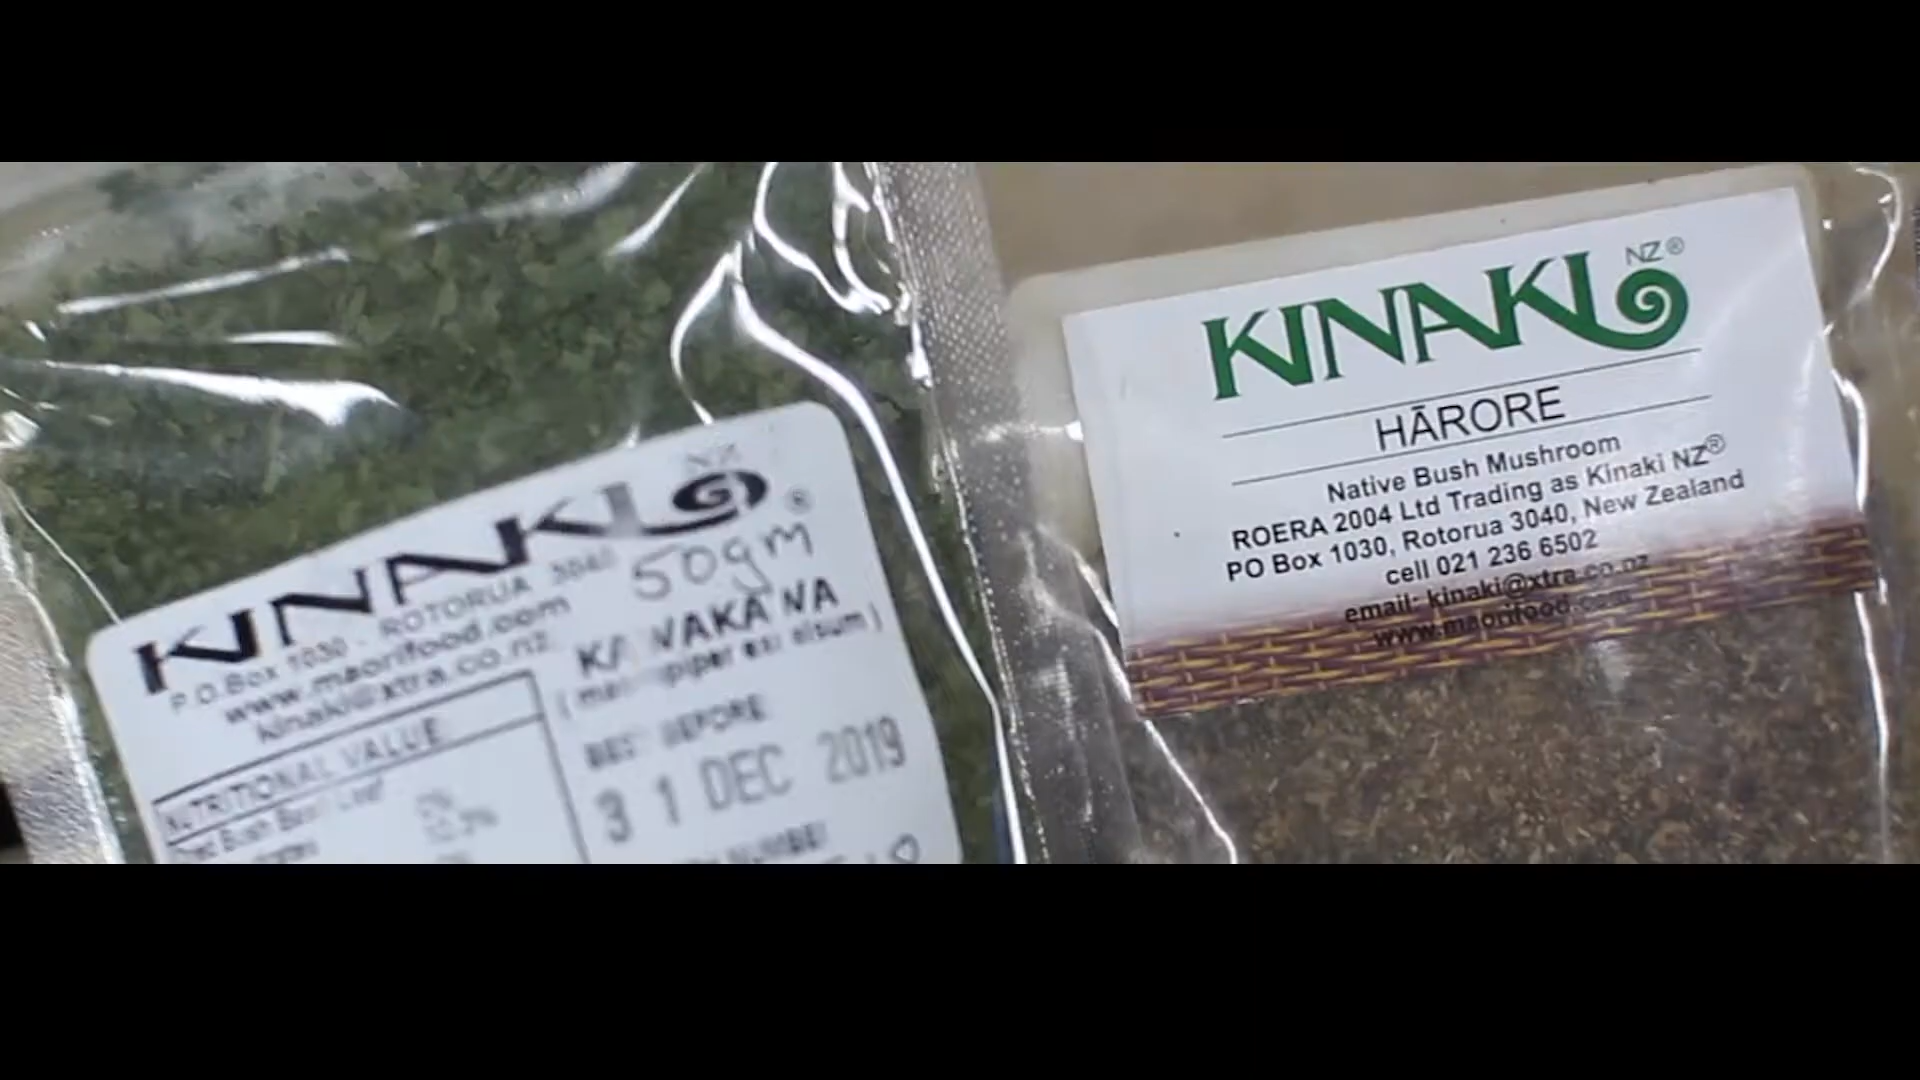 KINAKI
NZ
®
50gm
P.O.Box 1030 - ROTORUA 3040
www.maorifood.com
kinaki@xtra.co.nz
BEST BEFORE
31 DEC 2019
NUTRITIONAL VALUE
KINAKI
NZ®
HĀRORE
Native Bush Mushroom
ROERA 2004 Ltd Trading as Kinaki NZ®
PO Box 1030, Rotorua 3040, New Zealand
cell 021 236 6502
email: kinaki@xtra.co.nz
www.maorifood.com